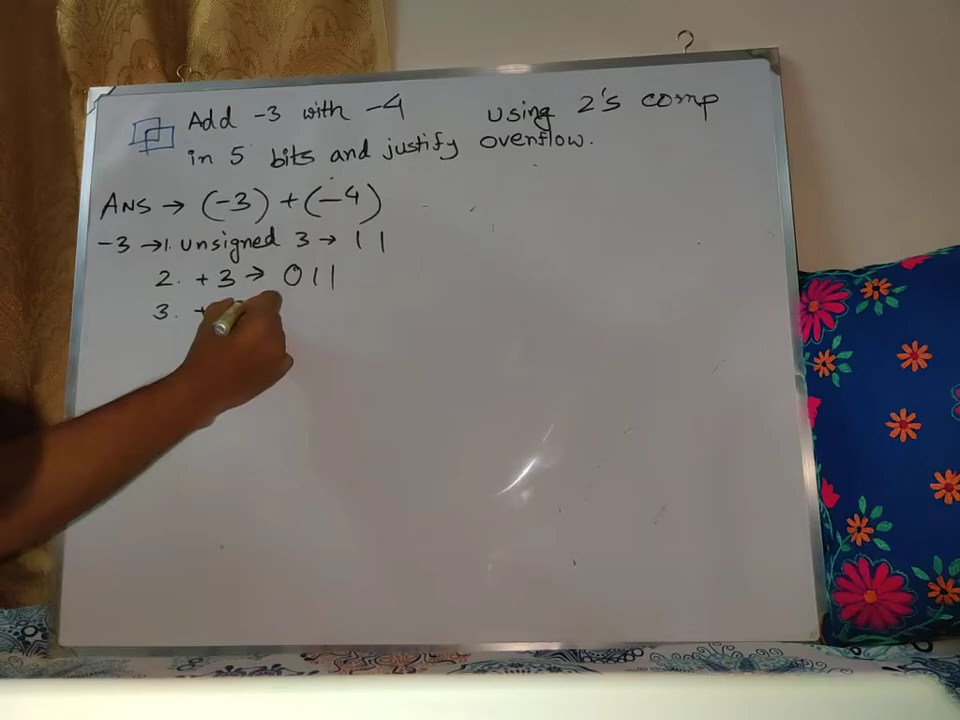 Add -3 with -4 using 2's comp
in 5 bits and justify overflow.
Ans → (-3) + (-4)
-3 → 1. unsigned 3 → 11
2. +3 → 011
3. +